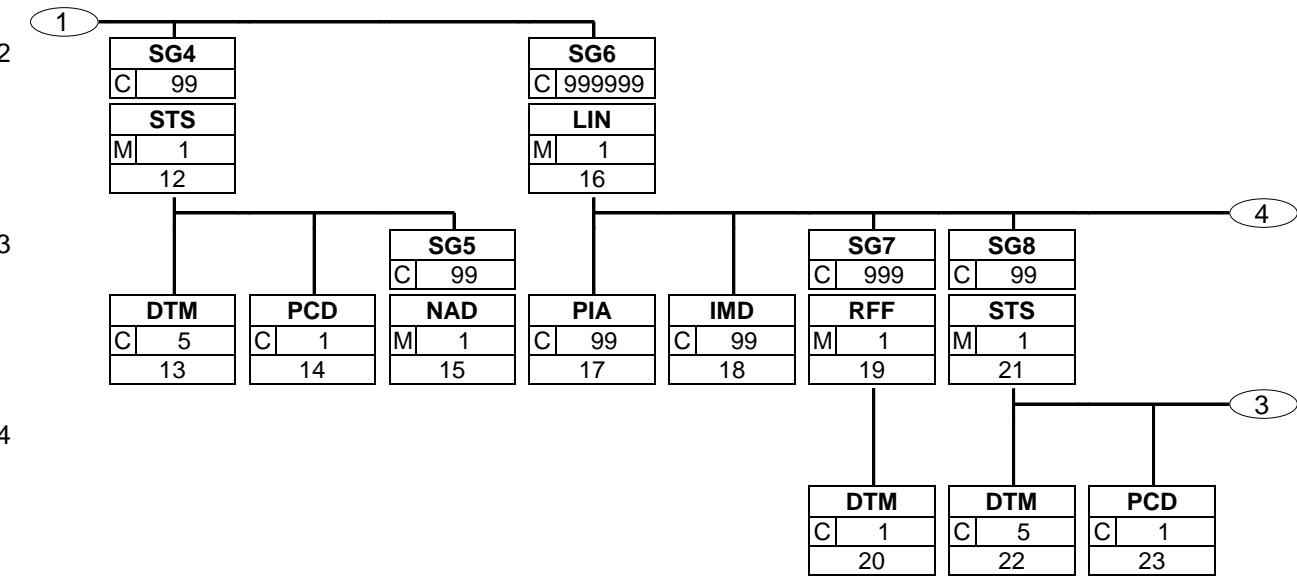 1
2
SG4
C 99
STS
M 1
12
SG6
C 999999
LIN
M 1
16
4
3
SG5
C 99
SG7
C 999
SG8
C 99
DTM
C 5
13
PCD
C 1
14
NAD
M 1
15
PIA
C 99
17
IMD
C 99
18
RFF
M 1
19
STS
M 1
21
3
4
DTM
C 1
20
DTM
C 5
22
PCD
C 1
23